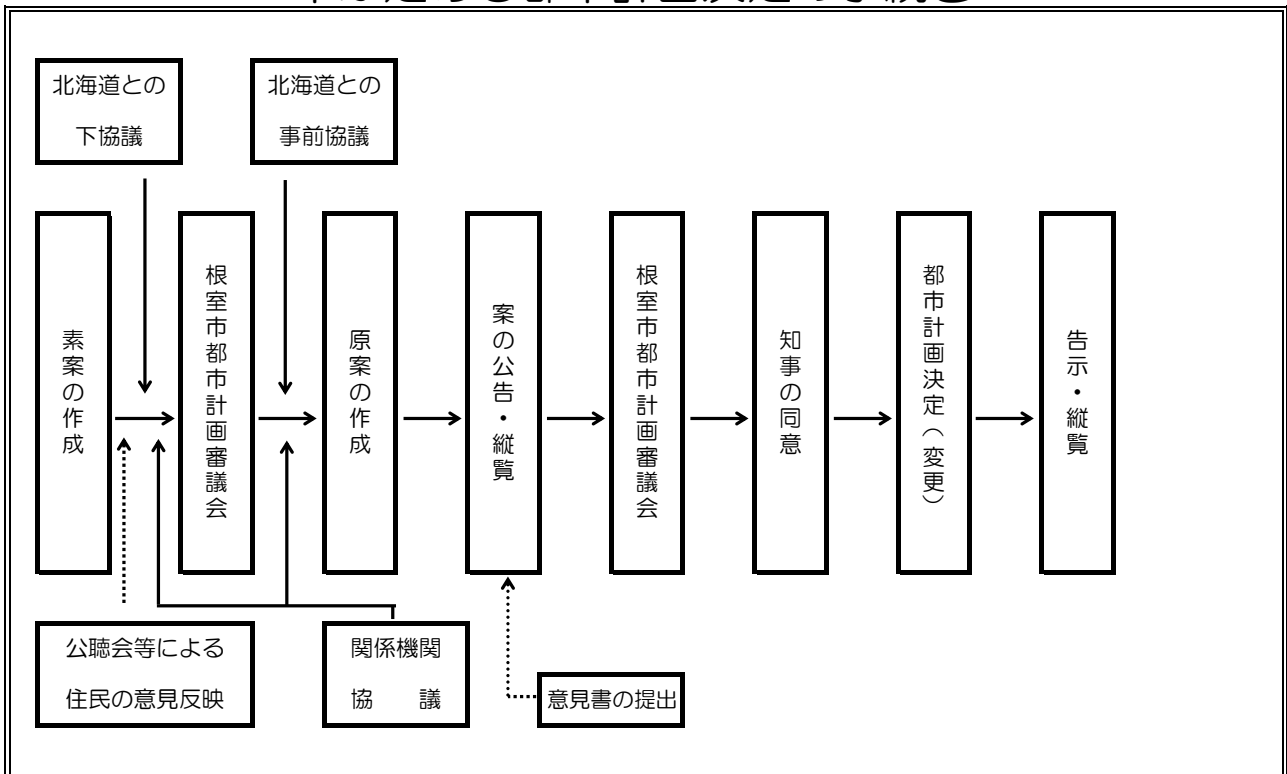 北海道との
下協議
北海道との
事前協議
素案の作成
根室市都市計画審議会
原案の作成
案の公告・縦覧
根室市都市計画審議会
知事の同意
都市計画決定（変更）
告示・縦覧
公聴会等による
住民の意見反映
関係機関
協　　議
意見書の提出